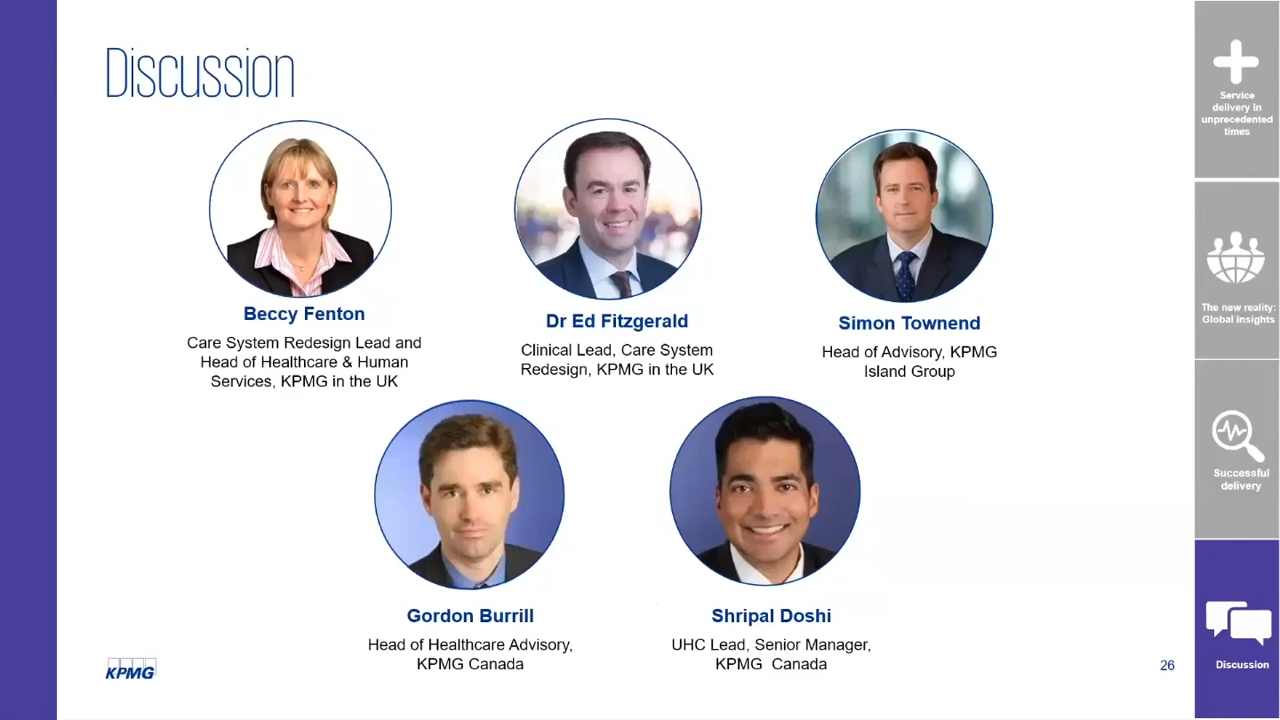 Discussion
Beccy Fenton
Care System Redesign Lead and
Head of Healthcare & Human
Services, KPMG in the UK
Dr Ed Fitzgerald
Clinical Lead, Care System
Redesign, KPMG in the UK
Simon Townend
Head of Advisory, KPMG
Island Group
Gordon Burrill
Head of Healthcare Advisory,
KPMG Canada
Shripal Doshi
UHC Lead, Senior Manager,
KPMG Canada
KPMG
26
Service
delivery in
unprecedented
times
The new reality:
Global insights
Successful
delivery
Discussion